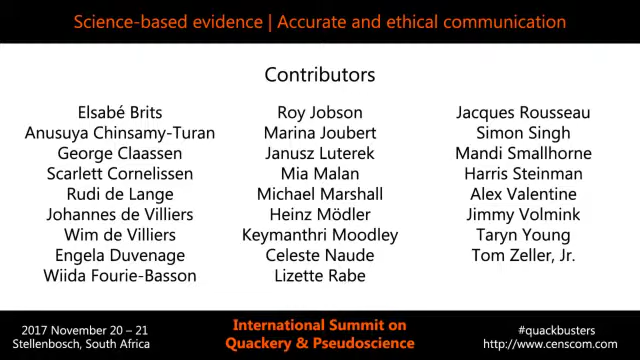 Science-based evidence | Accurate and ethical communication
Contributors
Elsabé Brits
Anusuya Chinsamy-Turan
George Claassen
Scarlett Cornelissen
Rudi de Lange
Johannes de Villiers
Wim de Villiers
Engela Duvenage
Wiida Fourie-Basson
Roy Jobson
Marina Joubert
Janusz Luterek
Mia Malan
Michael Marshall
Heinz Mödler
Keymanthri Moodley
Celeste Naude
Lizette Rabe
Jacques Rousseau
Simon Singh
Mandi Smallhorne
Harris Steinman
Alex Valentine
Jimmy Volmink
Taryn Young
Tom Zeller, Jr.
2017 November 20 – 21
Stellenbosch, South Africa
International Summit on
Quackery & Pseudoscience
#quackbusters
http://www.censcom.com/